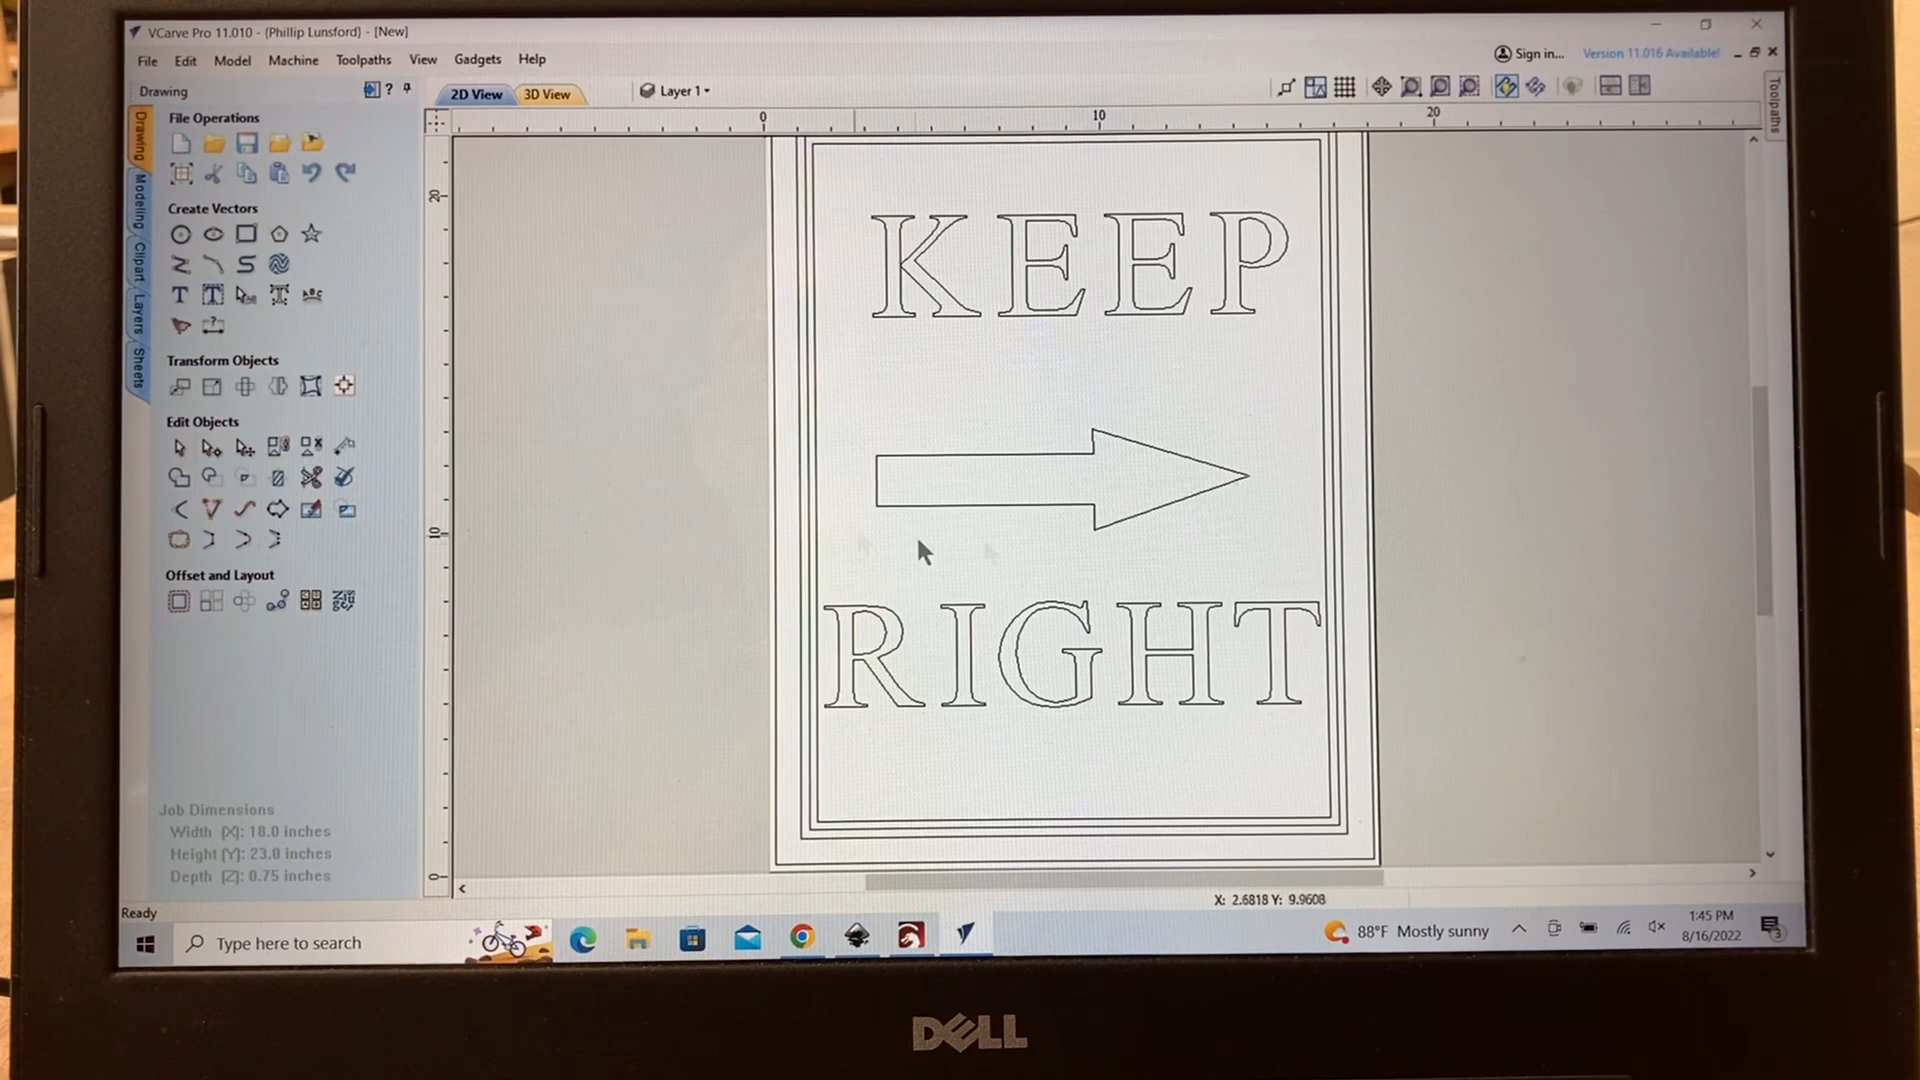 VCarve Pro 11.010 - {Phillip Lunsford} - [New]
File Edit Model Machine Toolpaths View Gadgets Help
Sign in... Version 11.016 Available!
Drawing
2D View 3D View Layer 1
Toolpaths
Drawing
Modeling
Clipart
Layers
Sheets
File Operations
Create Vectors
Transform Objects
Edit Objects
Offset and Layout
0 10 20
20
10
0
KEEP
RIGHT
Job Dimensions
Width [X]: 18.0 inches
Height [Y]: 23.0 inches
Depth [Z]: 0.75 inches
Ready
X: 2.6818 Y: 9.9608
Type here to search
88°F Mostly sunny
1:45 PM
8/16/2022
3
DELL